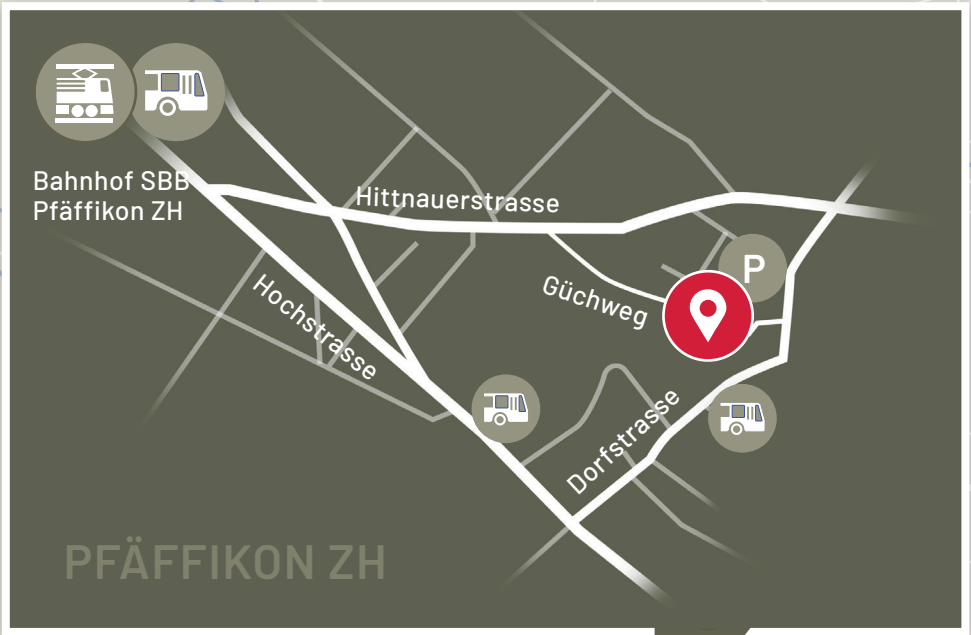 Bahnhof SBB
Pfäffikon ZH
Hittnauerstrasse
P
Güchweg
Hochstrasse
Dorfstrasse
PFÄFFIKON ZH